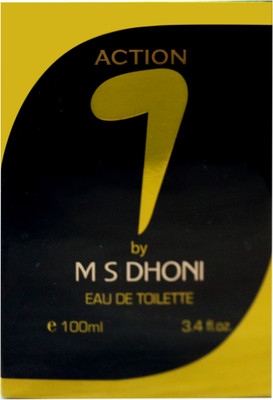 ACTION
7
by
M S DHONI
EAU DE TOILETTE
e 100ml 3.4 fl.oz.